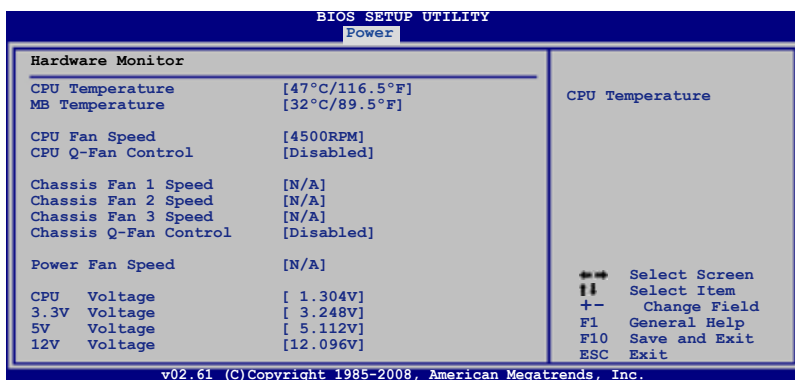 BIOS SETUP UTILITY
Power
Hardware Monitor
CPU Temperature [47°C/116.5°F]
MB Temperature [32°C/89.5°F]
CPU Fan Speed [4500RPM]
CPU Q-Fan Control [Disabled]
Chassis Fan 1 Speed [N/A]
Chassis Fan 2 Speed [N/A]
Chassis Fan 3 Speed [N/A]
Chassis Q-Fan Control [Disabled]
Power Fan Speed [N/A]
CPU Voltage [ 1.304V]
3.3V Voltage [ 3.248V]
5V Voltage [ 5.112V]
12V Voltage [12.096V]
CPU Temperature
←→ Select Screen
↑↓ Select Item
+- Change Field
F1 General Help
F10 Save and Exit
ESC Exit
v02.61 (C)Copyright 1985-2008, American Megatrends, Inc.